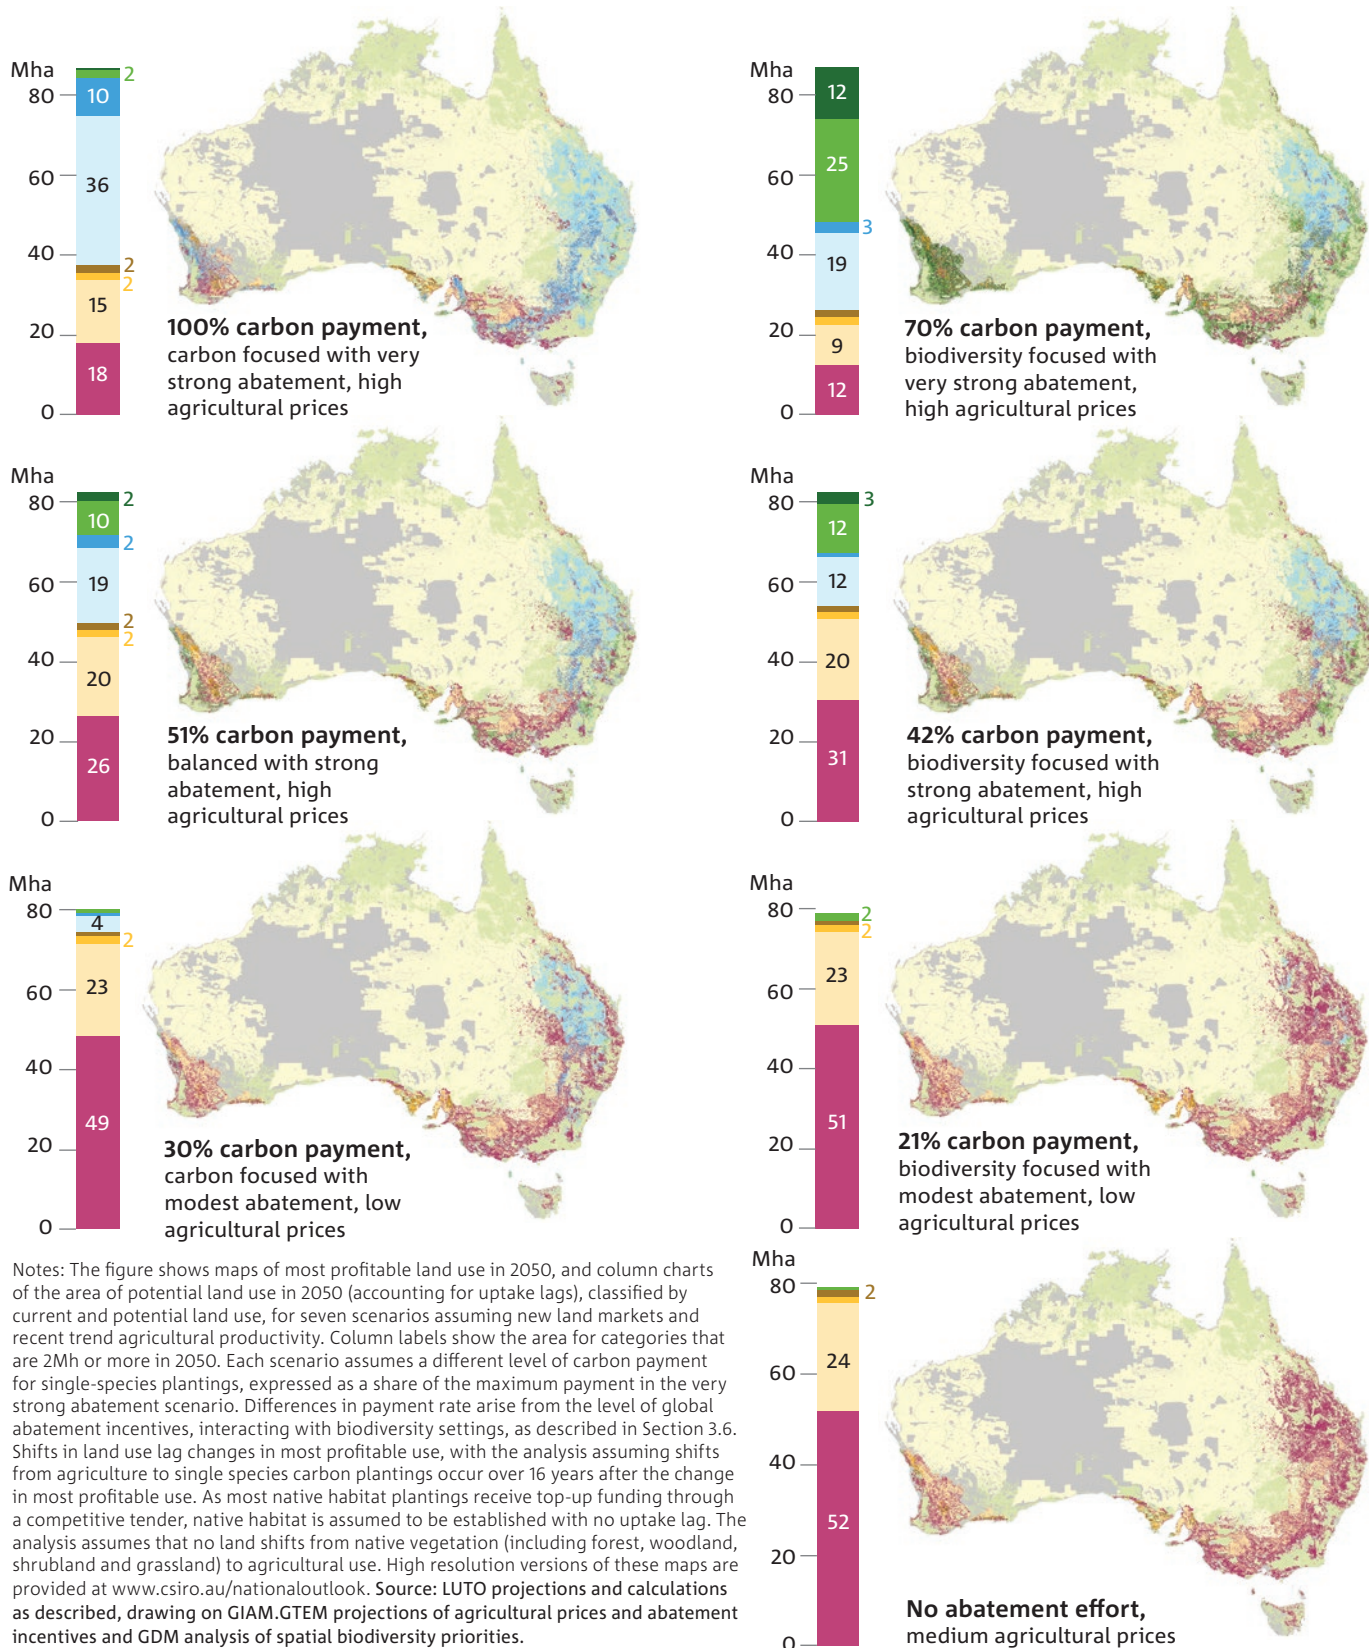 Mha
80
60
40
20
0
2
10
36
2
2
15
18
100% carbon payment,
carbon focused with very
strong abatement, high
agricultural prices
Mha
80
60
40
20
0
12
25
3
19
9
12
70% carbon payment,
biodiversity focused with
very strong abatement,
high agricultural prices
Mha
80
60
40
20
0
2
10
2
19
2
2
20
26
51% carbon payment,
balanced with strong
abatement, high
agricultural prices
Mha
80
60
40
20
0
3
12
12
20
31
42% carbon payment,
biodiversity focused with
strong abatement, high
agricultural prices
Mha
80
60
40
20
0
4
2
23
49
30% carbon payment,
carbon focused with
modest abatement, low
agricultural prices
Mha
80
60
40
20
0
2
2
23
51
21% carbon payment,
biodiversity focused with
modest abatement, low
agricultural prices
Notes: The figure shows maps of most profitable land use in 2050, and column charts
of the area of potential land use in 2050 (accounting for uptake lags), classified by
current and potential land use, for seven scenarios assuming new land markets and
recent trend agricultural productivity. Column labels show the area for categories that
are 2Mh or more in 2050. Each scenario assumes a different level of carbon payment
for single-species plantings, expressed as a share of the maximum payment in the very
strong abatement scenario. Differences in payment rate arise from the level of global
abatement incentives, interacting with biodiversity settings, as described in Section 3.6.
Shifts in land use lag changes in most profitable use, with the analysis assuming shifts
from agriculture to single species carbon plantings occur over 16 years after the change
in most profitable use. As most native habitat plantings receive top-up funding through
a competitive tender, native habitat is assumed to be established with no uptake lag. The
analysis assumes that no land shifts from native vegetation (including forest, woodland,
shrubland and grassland) to agricultural use. High resolution versions of these maps are
provided at www.csiro.au/nationaloutlook. Source: LUTO projections and calculations
as described, drawing on GIAM.GTEM projections of agricultural prices and abatement
incentives and GDM analysis of spatial biodiversity priorities.
Mha
80
60
40
20
0
2
24
52
No abatement effort,
medium agricultural prices